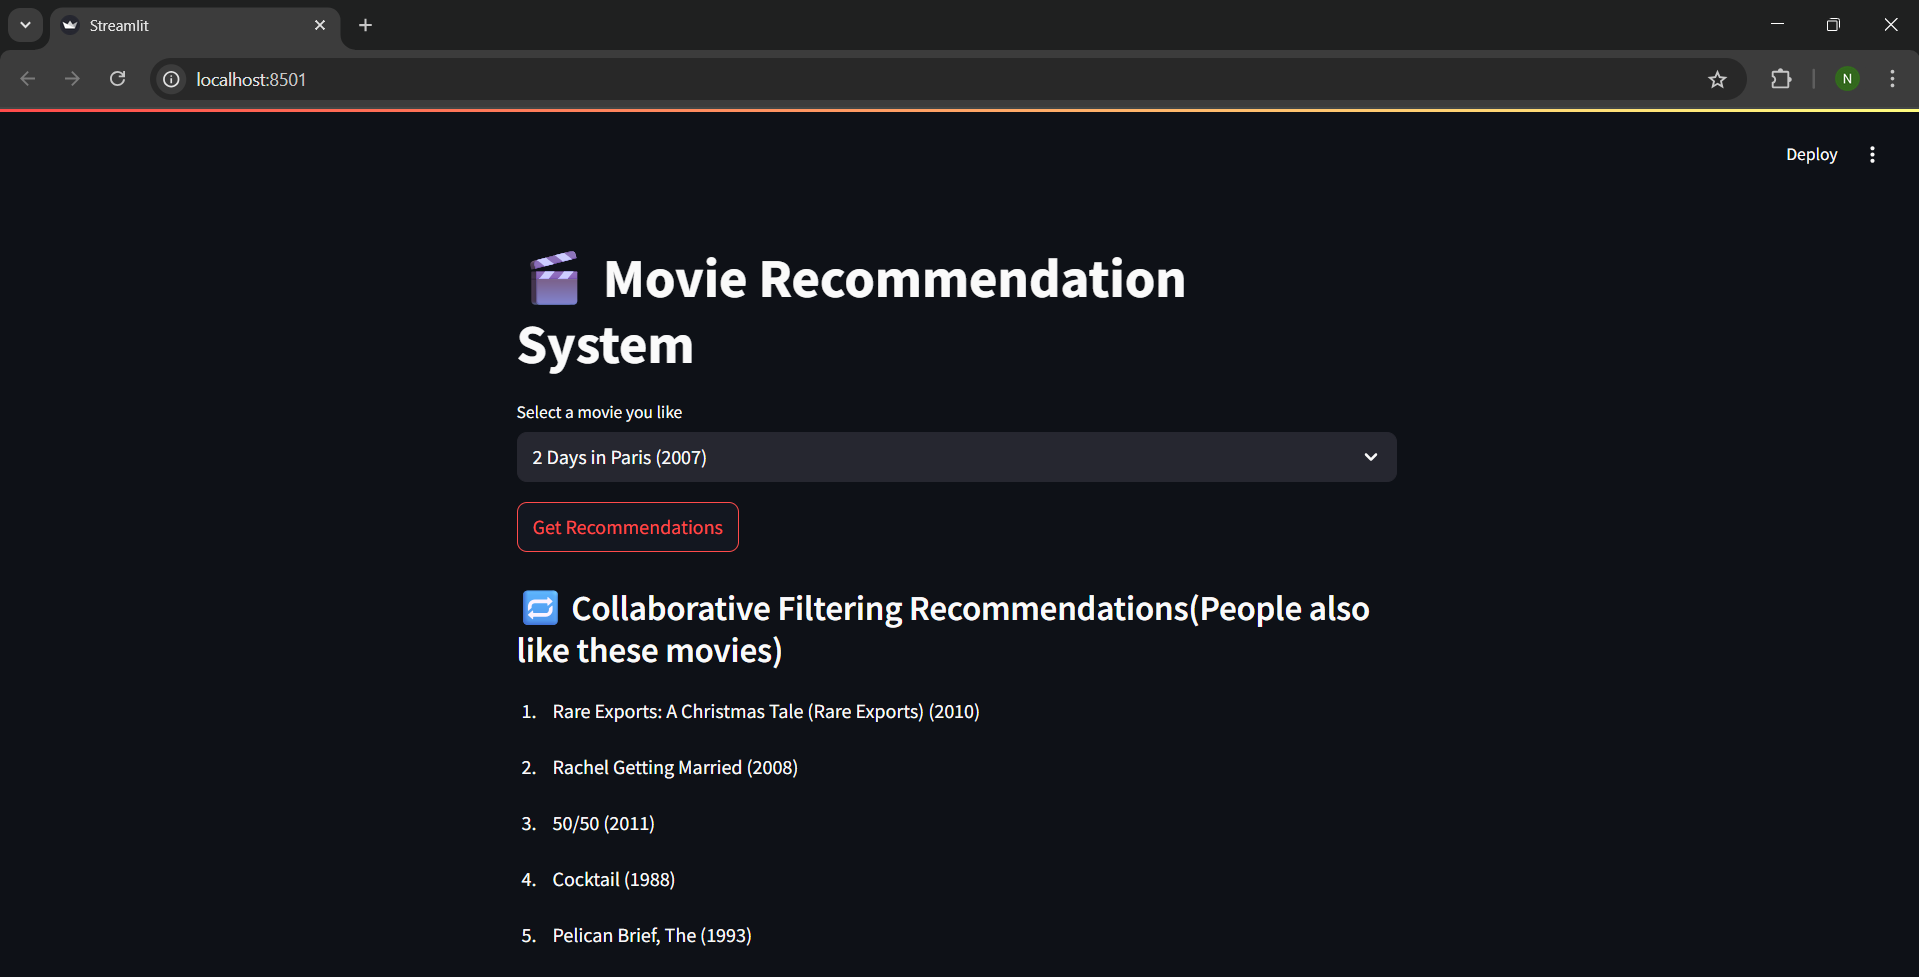 Streamlit
localhost:8501
N
Deploy
🎬 Movie Recommendation
System
Select a movie you like
2 Days in Paris (2007)
Get Recommendations
🔁 Collaborative Filtering Recommendations(People also
like these movies)
1. Rare Exports: A Christmas Tale (Rare Exports) (2010)
2. Rachel Getting Married (2008)
3. 50/50 (2011)
4. Cocktail (1988)
5. Pelican Brief, The (1993)